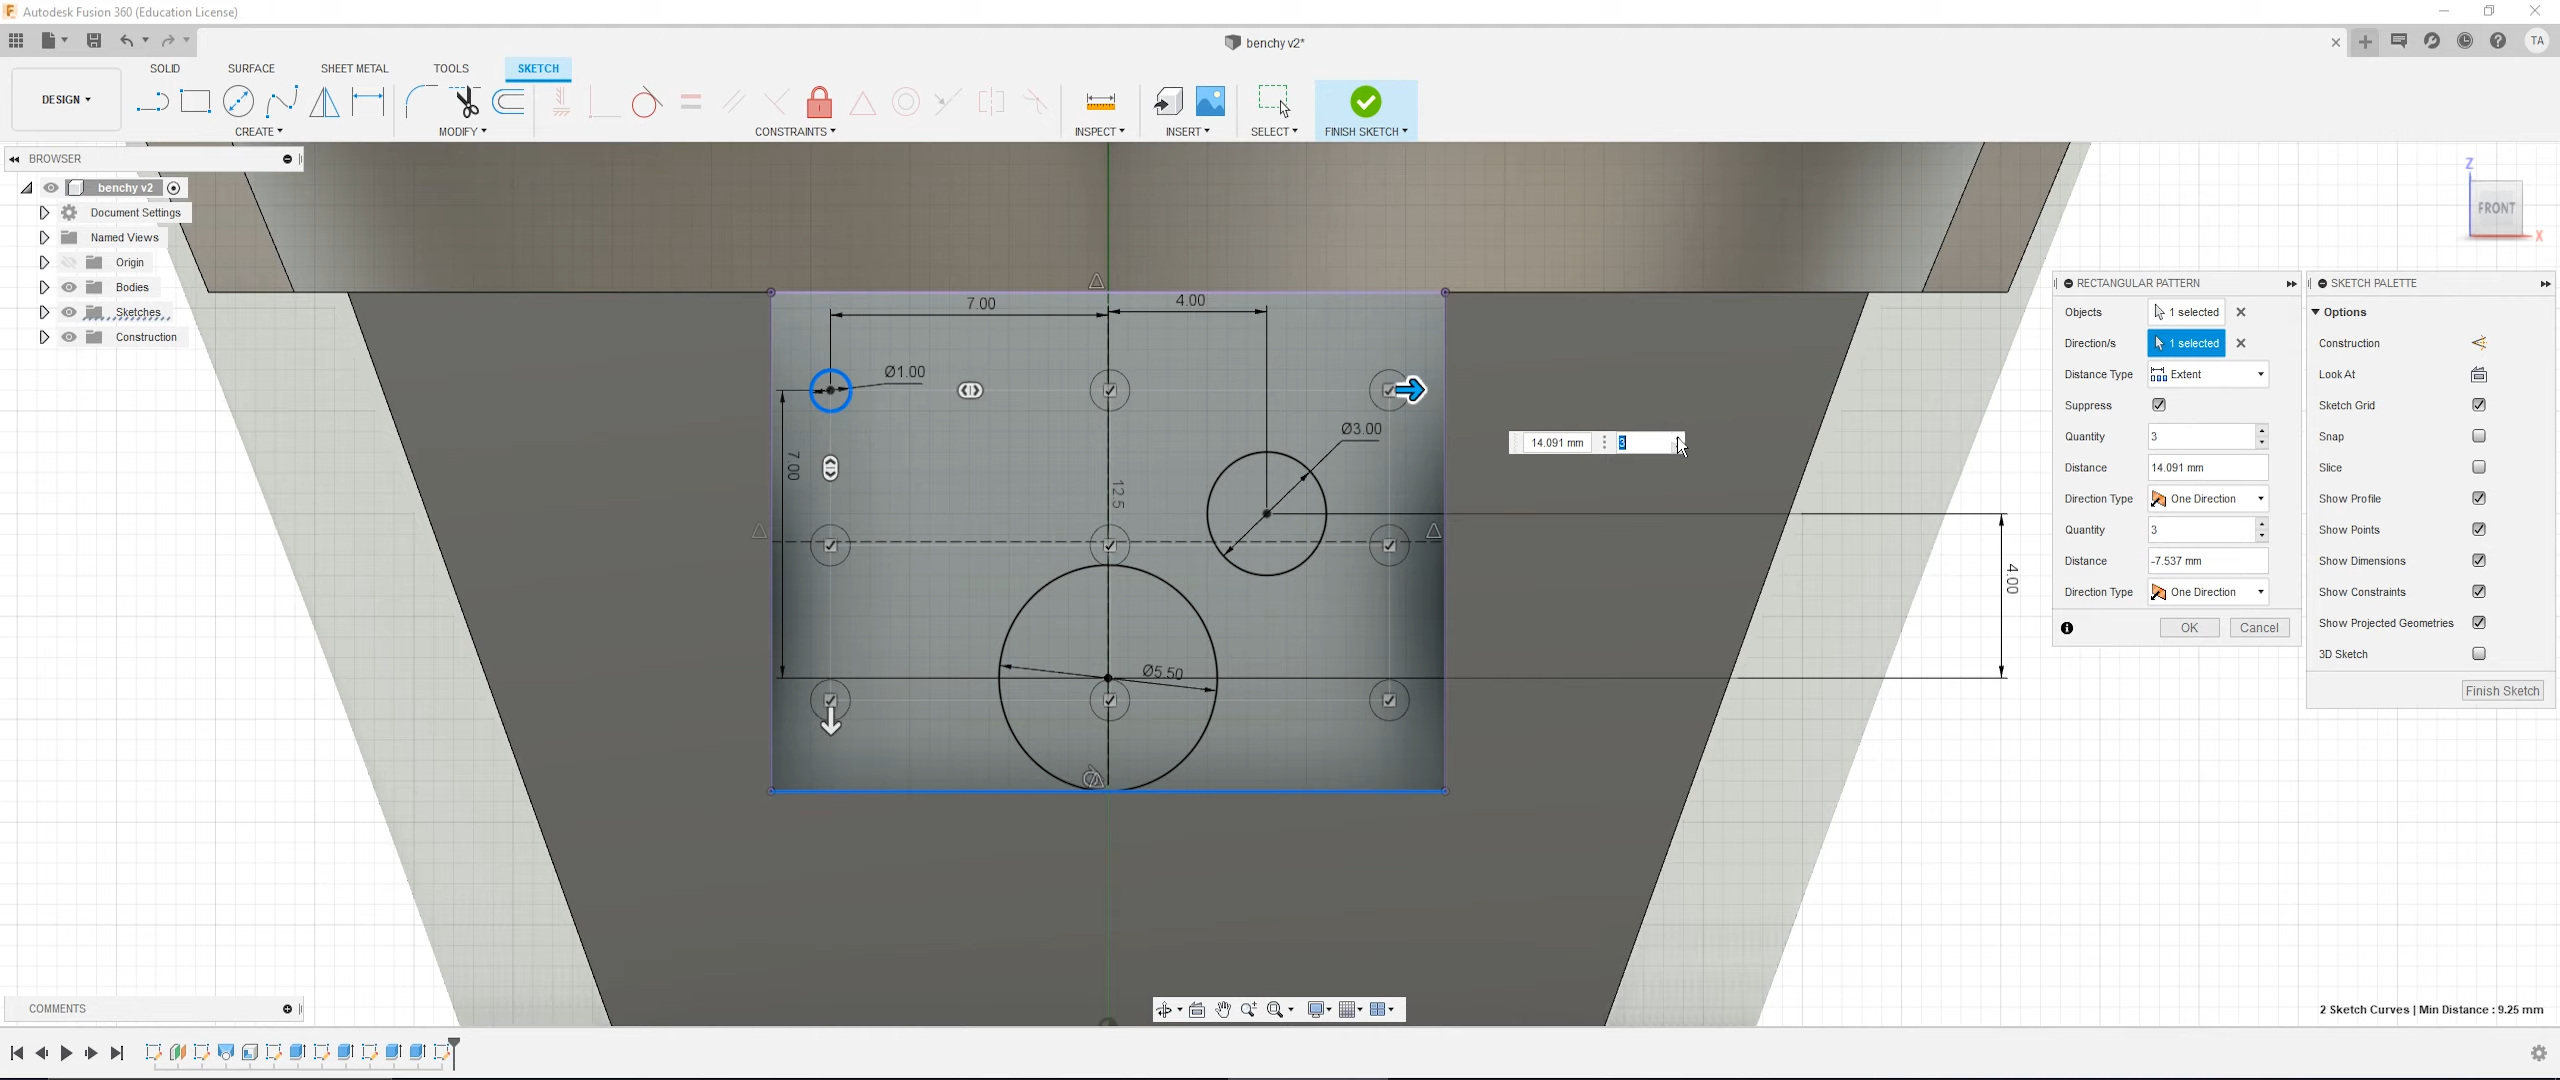 Autodesk Fusion 360 (Education License)
benchy v2*
TA
DESIGN
SOLID
SURFACE
SHEET METAL
TOOLS
SKETCH
CREATE
MODIFY
CONSTRAINTS
INSPECT
INSERT
SELECT
FINISH SKETCH
BROWSER
benchy v2
Document Settings
Named Views
Origin
Bodies
Sketches
Construction
Z
FRONT
X
7.00
4.00
Ø1.00
Ø3.00
7.00
12.5
Ø5.50
4.00
14.091 mm
3
RECTANGULAR PATTERN
Objects 1 selected
Direction/s 1 selected
Distance Type Extent
Suppress
Quantity 3
Distance 14.091 mm
Direction Type One Direction
Quantity 3
Distance -7.537 mm
Direction Type One Direction
OK Cancel
SKETCH PALETTE
Options
Construction
Look At
Sketch Grid
Snap
Slice
Show Profile
Show Points
Show Dimensions
Show Constraints
Show Projected Geometries
3D Sketch
Finish Sketch
COMMENTS
2 Sketch Curves | Min Distance : 9.25 mm